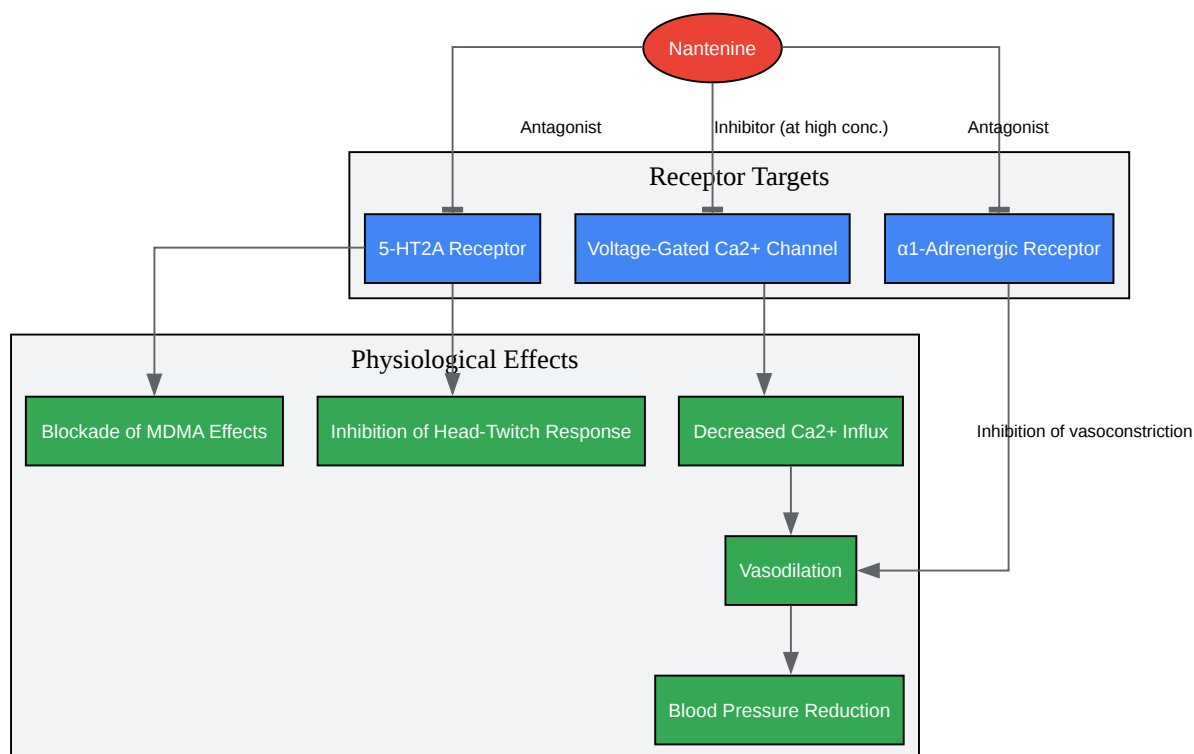 Nantenine
Antagonist
Inhibitor (at high conc.)
Antagonist
Receptor Targets
5-HT2A Receptor
Voltage-Gated Ca2+ Channel
α1-Adrenergic Receptor
Physiological Effects
Blockade of MDMA Effects
Inhibition of Head-Twitch Response
Decreased Ca2+ Influx
Inhibition of vasoconstriction
Vasodilation
Blood Pressure Reduction